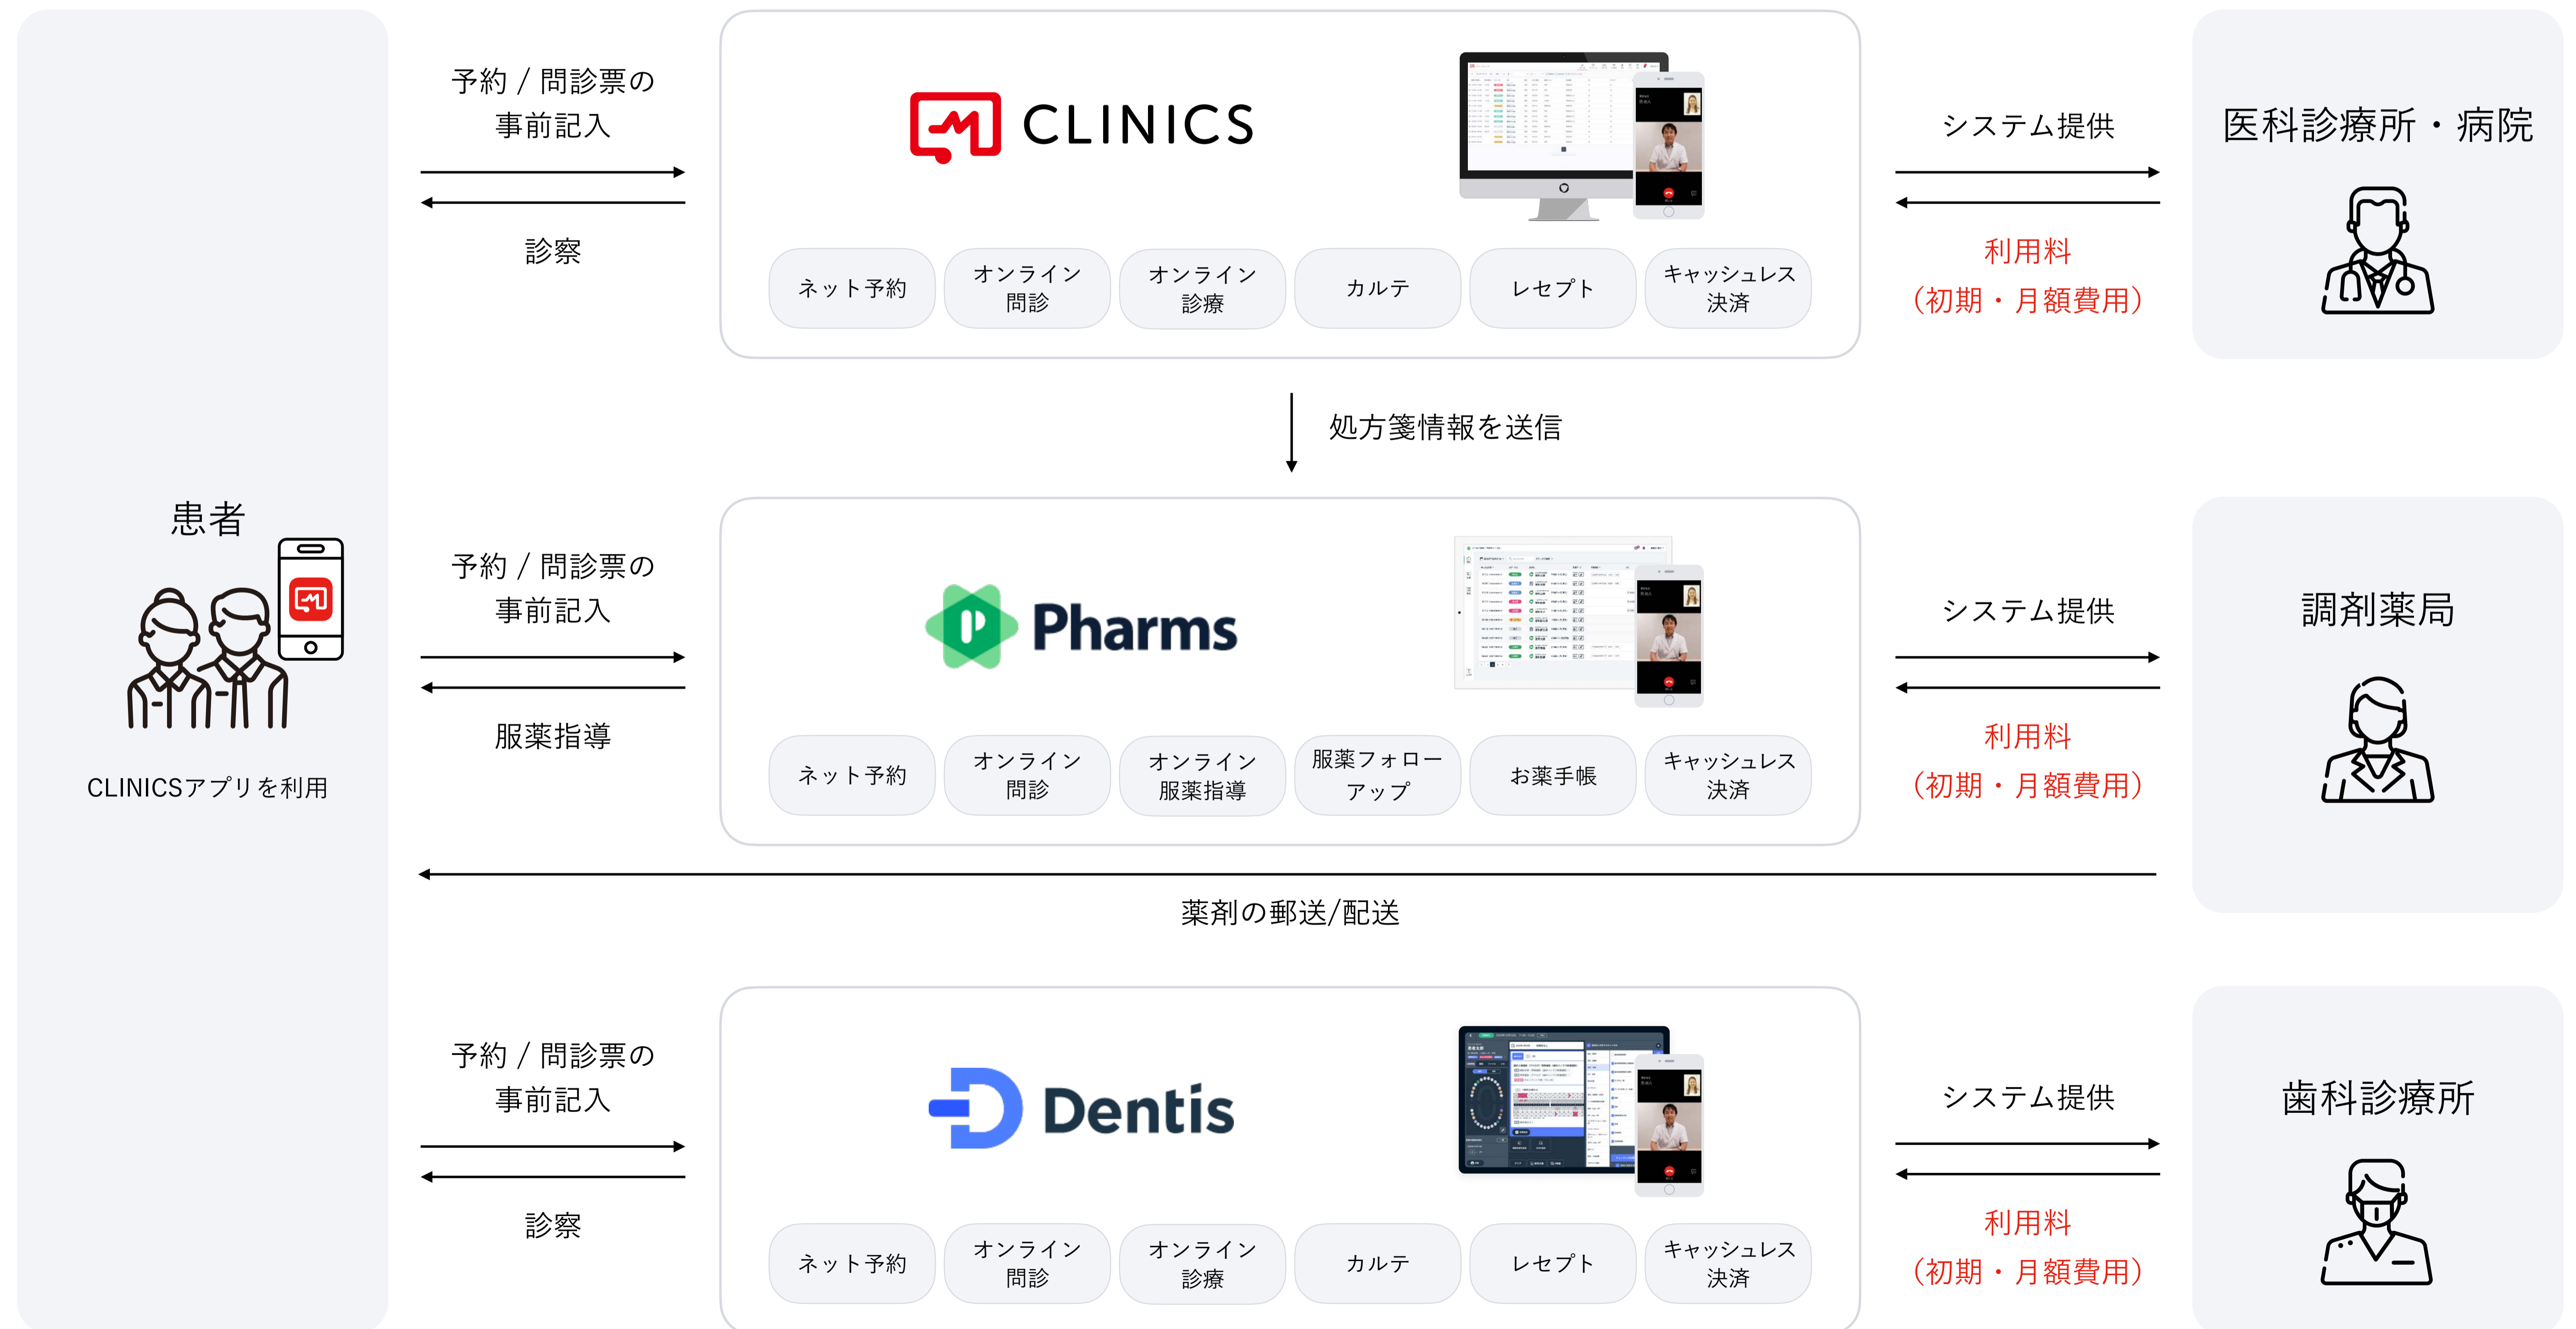 予約 / 問診票の
事前記入
診察
CLINICS
ネット予約
オンライン
問診
オンライン
診療
カルテ
レセプト
キャッシュレス
決済
システム提供
利用料
（初期・月額費用）
医科診療所・病院
処方箋情報を送信
患者
CLINICSアプリを利用
予約 / 問診票の
事前記入
服薬指導
Pharms
ネット予約
オンライン
問診
オンライン
服薬指導
服薬フォロー
アップ
お薬手帳
キャッシュレス
決済
システム提供
利用料
（初期・月額費用）
調剤薬局
薬剤の郵送/配送
予約 / 問診票の
事前記入
診察
Dentis
ネット予約
オンライン
問診
オンライン
診療
カルテ
レセプト
キャッシュレス
決済
システム提供
利用料
（初期・月額費用）
歯科診療所